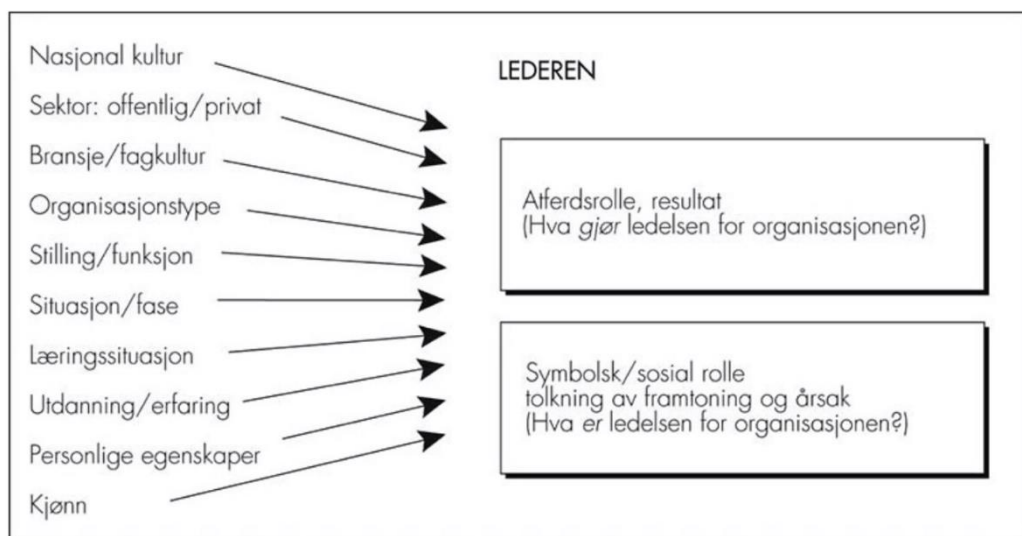 Nasjonal kultur
Sektor: offentlig/privat
Bransje/fagkultur
Organisasjonstype
Stilling/funksjon
Situasjon/fase
Læringssituasjon
Utdanning/erfaring
Personlige egenskaper
Kjønn
LEDEREN
Atferdsrolle, resultat
(Hva gjør ledelsen for organisasjonen?)
Symbolsk/sosial rolle
tolkning av framtoning og årsak
(Hva er ledelsen for organisasjonen?)